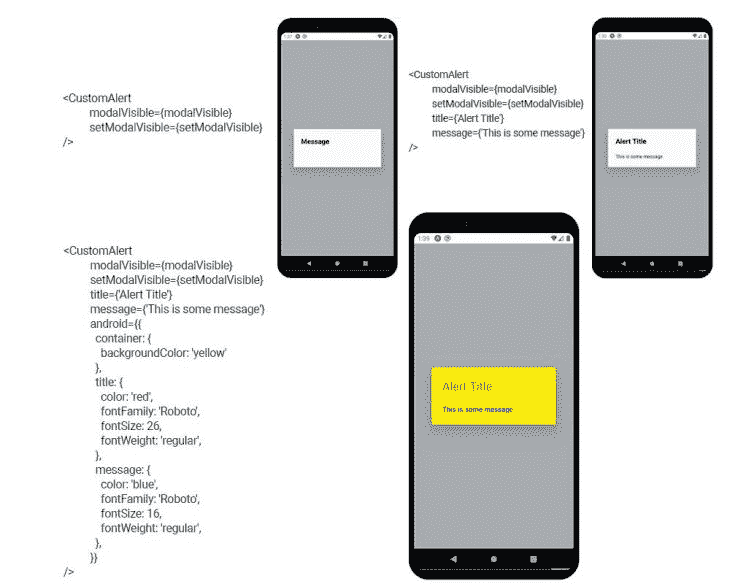 <CustomAlert
modalVisible={modalVisible}
setModalVisible={setModalVisible}
/>
Message
<CustomAlert
modalVisible={modalVisible}
setModalVisible={setModalVisible}
title={'Alert Title'}
message={'This is some message'}
/>
Alert Title
This is some message
<CustomAlert
modalVisible={modalVisible}
setModalVisible={setModalVisible}
title={'Alert Title'}
message={'This is some message'}
android={{
container: {
backgroundColor: 'yellow'
},
title: {
color: 'red',
fontFamily: 'Roboto',
fontSize: 26,
fontWeight: 'regular',
},
message: {
color: 'blue',
fontFamily: 'Roboto',
fontSize: 16,
fontWeight: 'regular',
},
}}
/>
Alert Title
This is some message